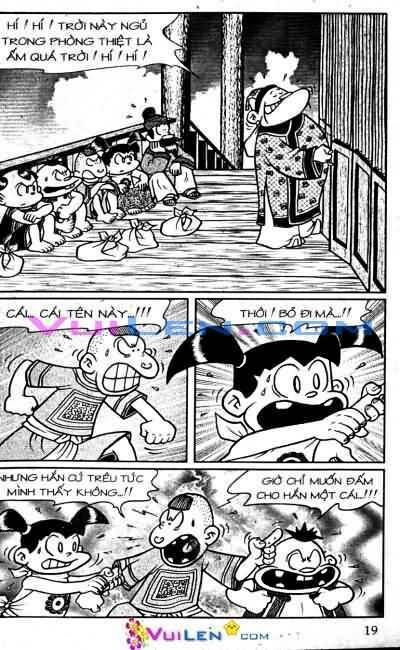 HÍ! HÍ! TRỜI NÀY NGỦ
TRONG PHÒNG THIỆT LÀ
ẤM QUÁ TRỜI! HÍ! HÍ!
CÁI... CÁI TÊN NÀY...!!!
THÔI! BỎ ĐI MÀ...!!
VUILEN.COM
NHƯNG HẮN CỨ TRÊU TỨC
MÌNH THẤY KHÔNG...!!
GIỜ CHỈ MUỐN ĐẤM
CHO HẮN MỘT CÁI...!!!
19
VUILEN.COM